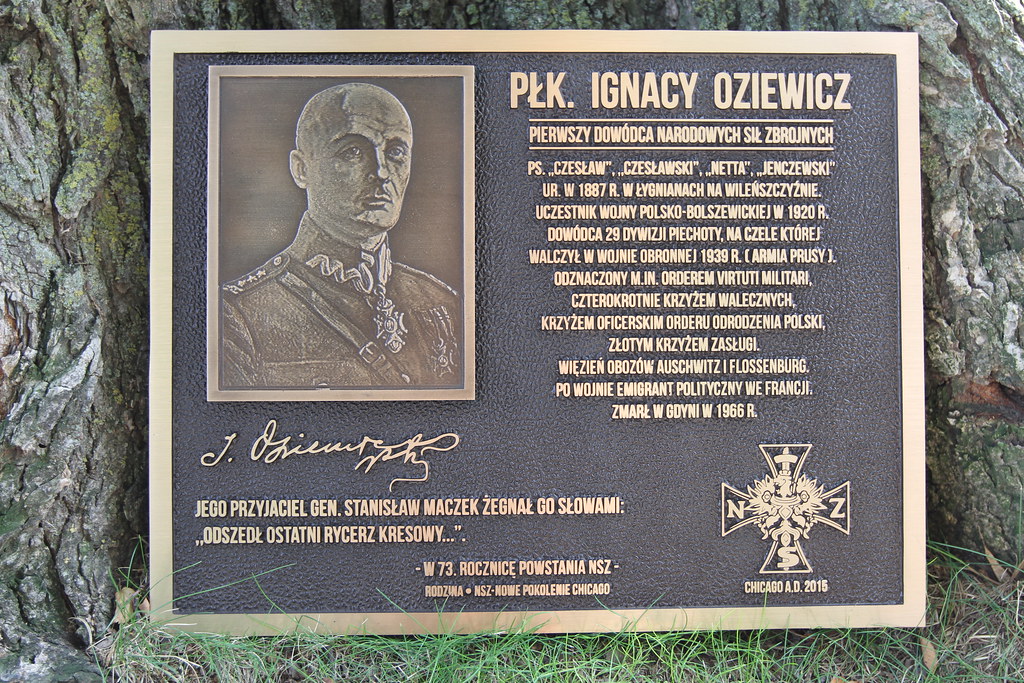 PŁK. IGNACY OZIEWICZ
PIERWSZY DOWÓDCA NARODOWYCH SIŁ ZBROJNYCH
PS. „CZESŁAW”, „CZESŁAWSKI”, „NETTA”, „JENCZEWSKI”
UR. W 1887 R. W ŁYGNIANACH NA WILEŃSZCZYŹNIE.
UCZESTNIK WOJNY POLSKO-BOLSZEWICKIEJ W 1920 R.
DOWÓDCA 29 DYWIZJI PIECHOTY, NA CZELE KTÓREJ
WALCZYŁ W WOJNIE OBRONNEJ 1939 R. ( ARMIA PRUSY ).
ODZNACZONY M.IN. ORDEREM VIRTUTI MILITARI,
CZTEROKROTNIE KRZYŻEM WALECZNYCH,
KRZYŻEM OFICERSKIM ORDERU ODRODZENIA POLSKI,
ZŁOTYM KRZYŻEM ZASŁUGI.
WIĘZIEŃ OBOZÓW AUSCHWITZ I FLOSSENBURG.
PO WOJNIE EMIGRANT POLITYCZNY WE FRANCJI.
ZMARŁ W GDYNI W 1966 R.
JEGO PRZYJACIEL GEN. STANISŁAW MACZEK ŻEGNAŁ GO SŁOWAMI:
„ODSZEDŁ OSTATNI RYCERZ KRESOWY...”.
- W 73. ROCZNICĘ POWSTANIA NSZ -
RODZINA • NSZ-NOWE POKOLENIE CHICAGO
N Z
S
CHICAGO A.D. 2015